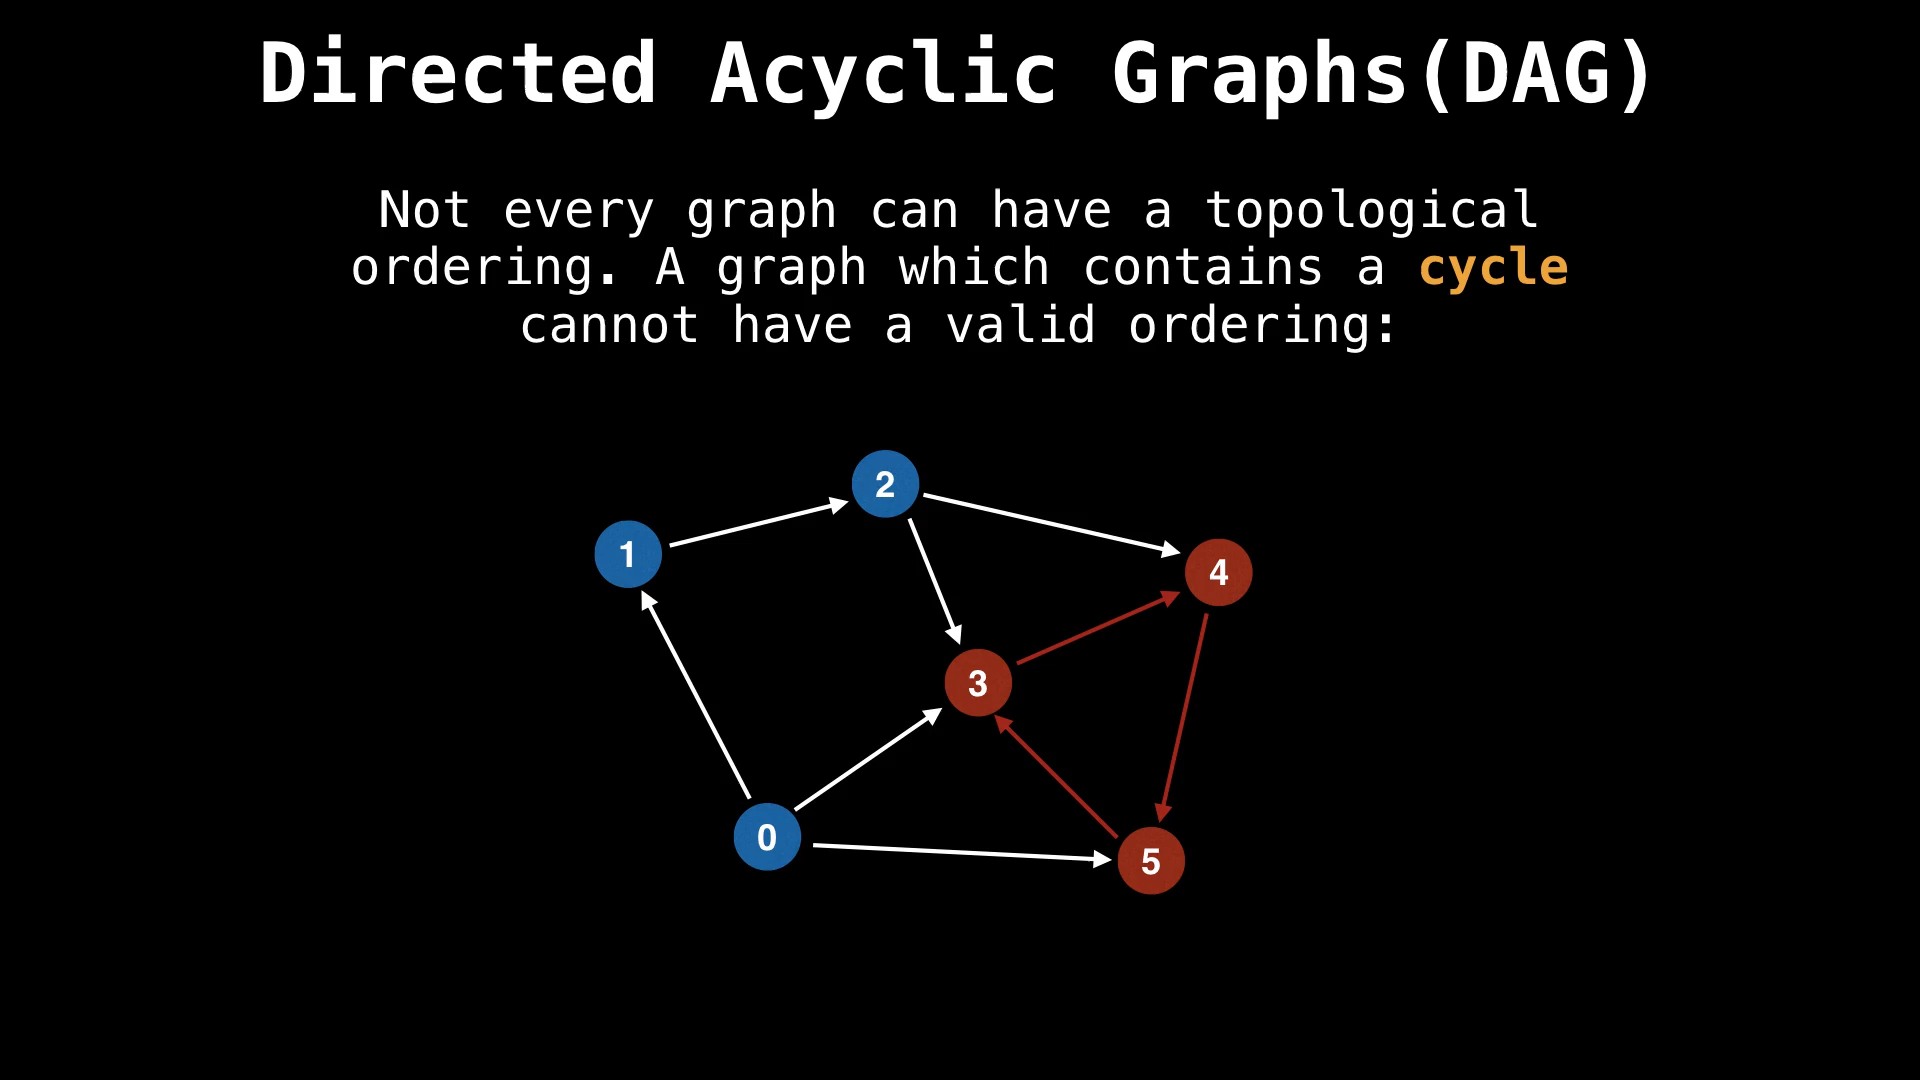 Directed Acyclic Graphs(DAG)
Not every graph can have a topological
ordering. A graph which contains a cycle
cannot have a valid ordering:
2
1
4
3
0
5